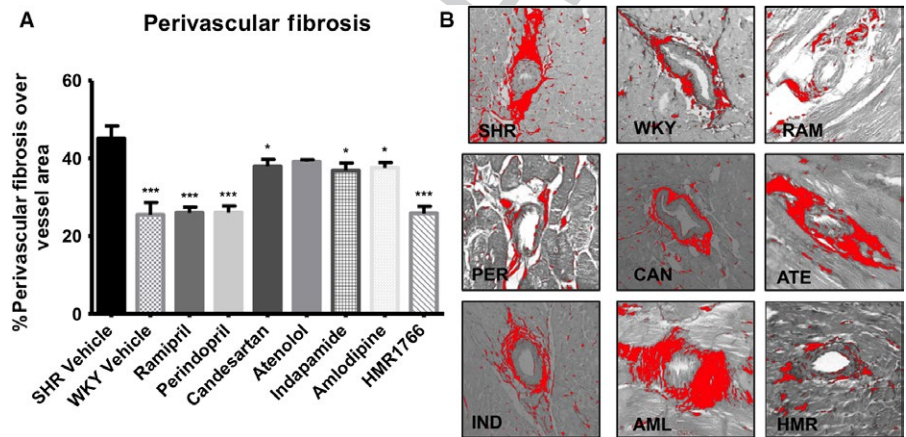 A
Perivascular fibrosis
%Perivascular fibrosis over
vessel area
60
40
20
0
***
***
***
*
*
*
***
SHR Vehicle
WKY Vehicle
Ramipril
Perindopril
Candesartan
Atenolol
Indapamide
Amlodipine
HMR1766
B
SHR
WKY
RAM
PER
CAN
ATE
IND
AML
HMR